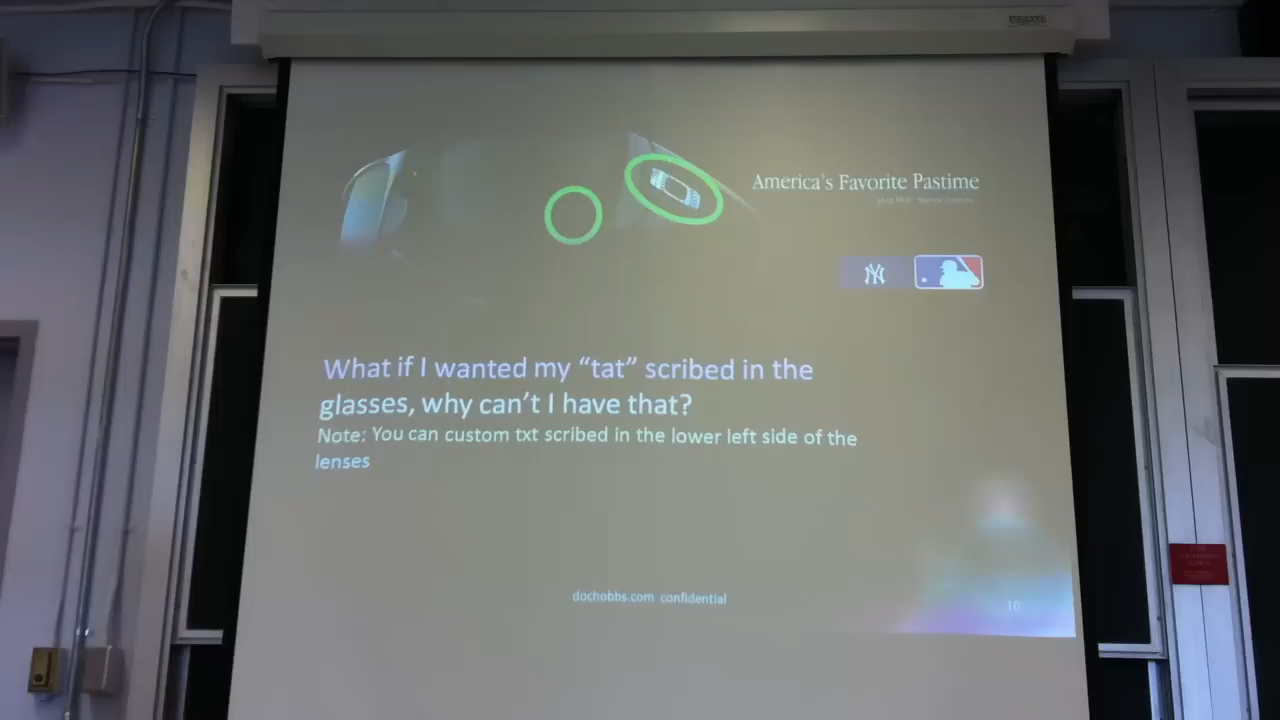 America's Favorite Pastime
NY
What if I wanted my "tat" scribed in the
glasses, why can't I have that?
Note: You can custom txt scribed in the lower left side of the
lenses
dochobbs.com confidential
10